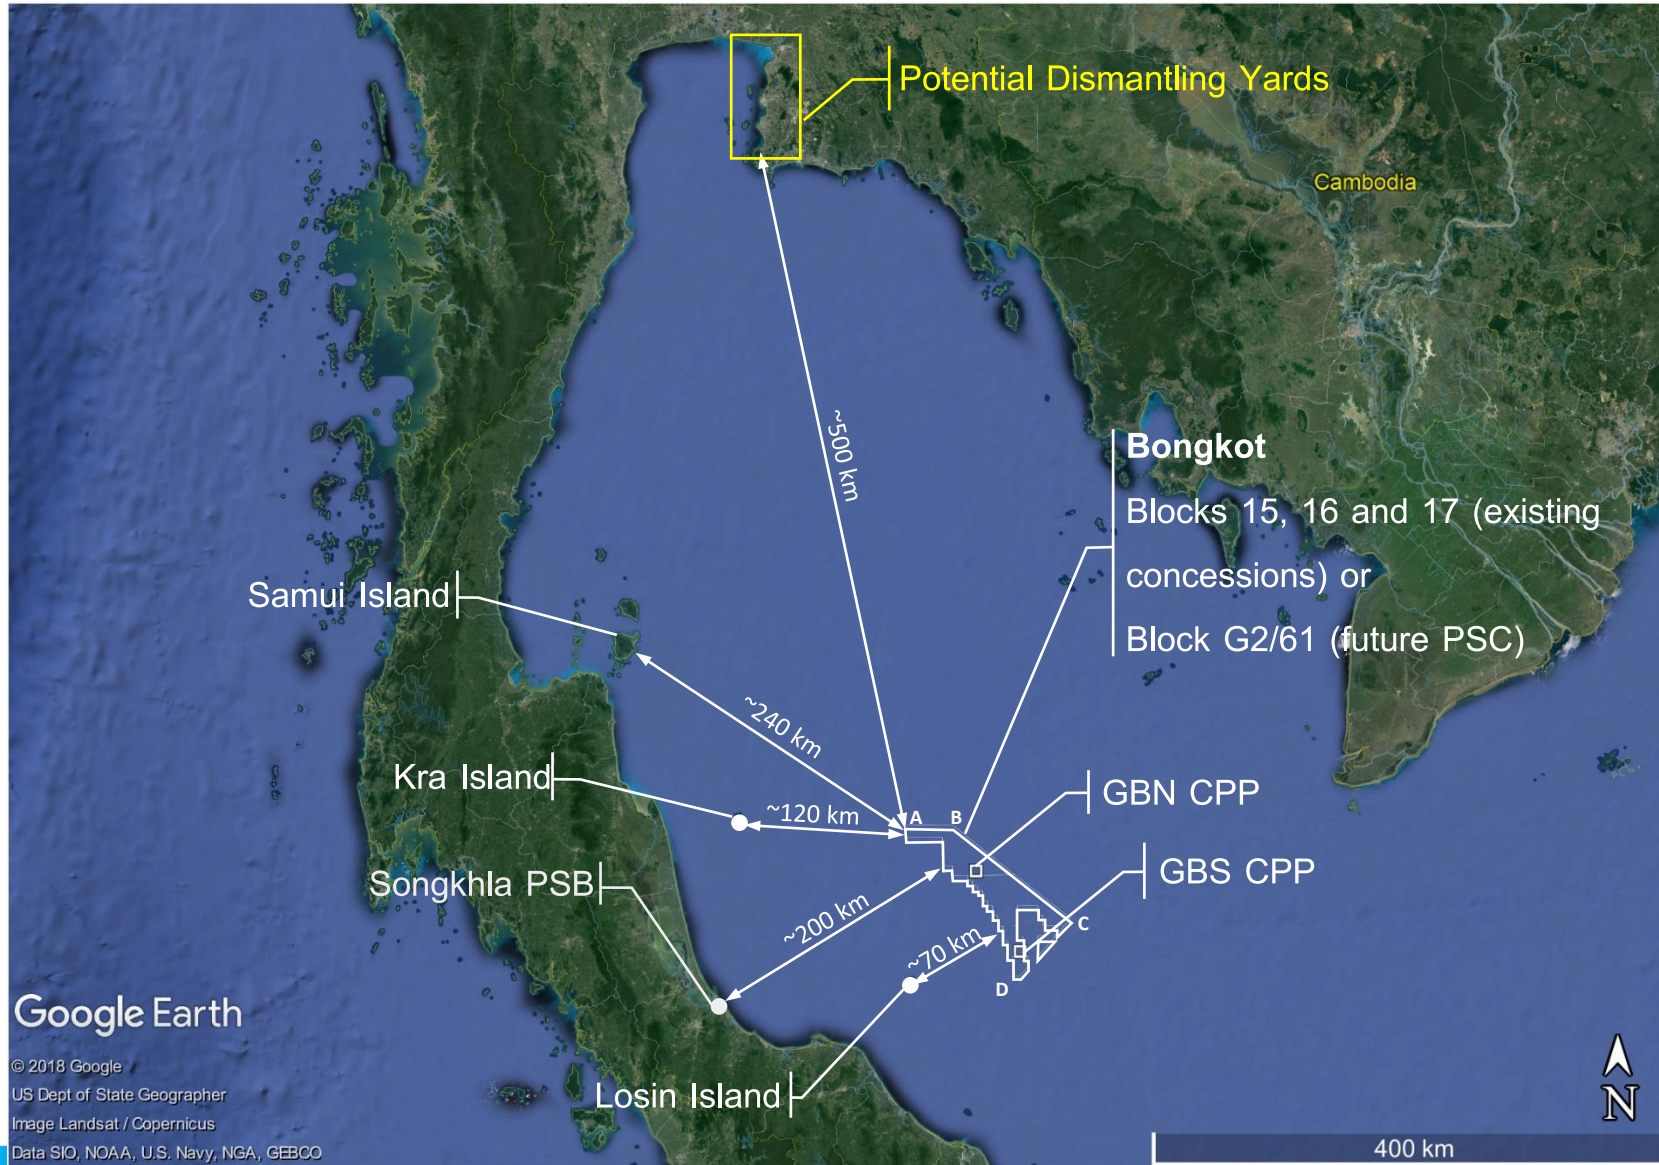 Potential Dismantling Yards
Cambodia
~500 km
Bongkot
Blocks 15, 16 and 17 (existing
concessions) or
Block G2/61 (future PSC)
Samui Island
~240 km
Kra Island
~120 km
A
B
GBN CPP
GBS CPP
Songkhla PSB
~200 km
C
~70 km
D
Google Earth
© 2018 Google
US Dept of State Geographer
Image Landsat / Copernicus
Data SIO, NOAA, U.S. Navy, NGA, GEBCO
Losin Island
N
400 km